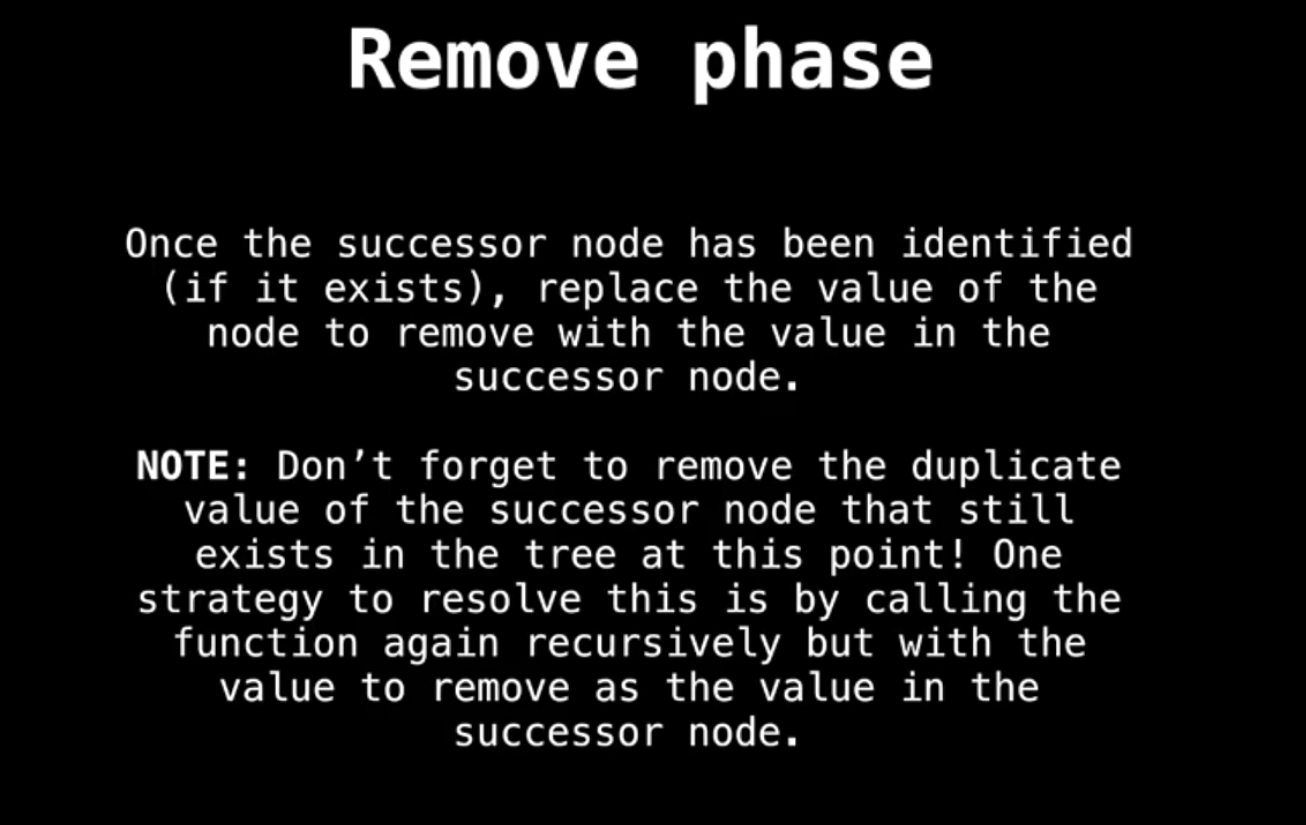 Remove phase
Once the successor node has been identified
(if it exists), replace the value of the
node to remove with the value in the
successor node.
NOTE: Don’t forget to remove the duplicate
value of the successor node that still
exists in the tree at this point! One
strategy to resolve this is by calling the
function again recursively but with the
value to remove as the value in the
successor node.